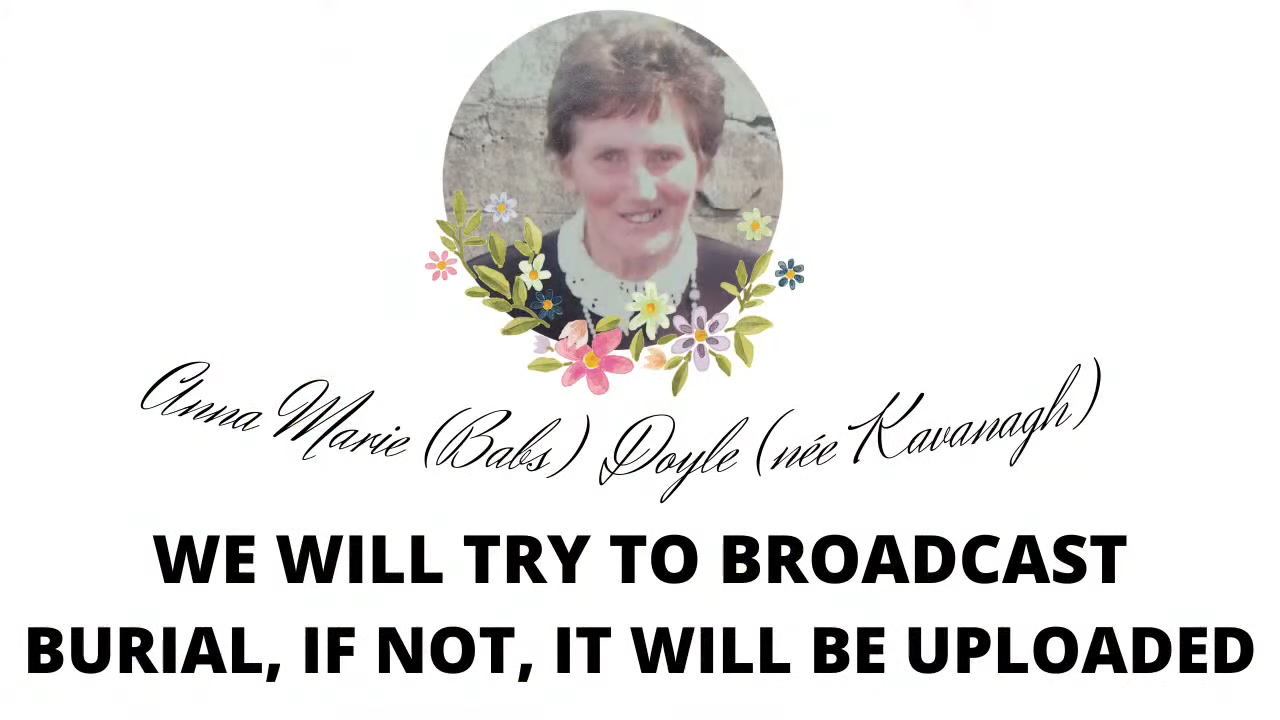 Anna Marie (Babs) Doyle (née Kavanagh)
WE WILL TRY TO BROADCAST
BURIAL, IF NOT, IT WILL BE UPLOADED